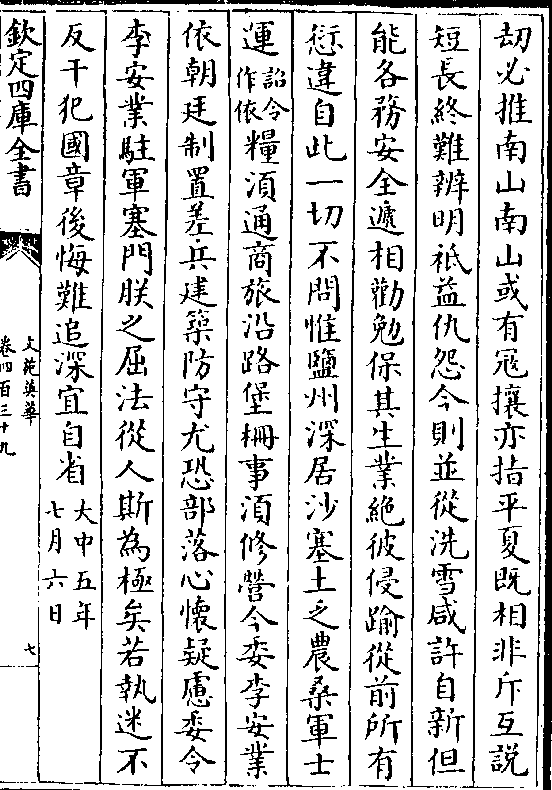 刼必推南山南山或有冦攘亦指平夏既相非斥互説
短長終難辨明祗益仇怨今則並從洗雪咸許自新但
能各務安全遞相勸勉保其生業絶彼侵踰從前所有
愆違自此一切不問惟鹽州深居沙塞土乏農桑軍士
運詔令作依糧湏通商旅沿路堡柵事湏修營今委李安業
依朝廷制置差兵建築防守尤恐部落心懷疑慮委令
李安業駐軍塞門朕之屈法從人斯為極矣若執迷不
反干犯國章後悔難追深宜自省大中五年七月六日
欽定四庫全書
文苑英華
卷四百三十九
七